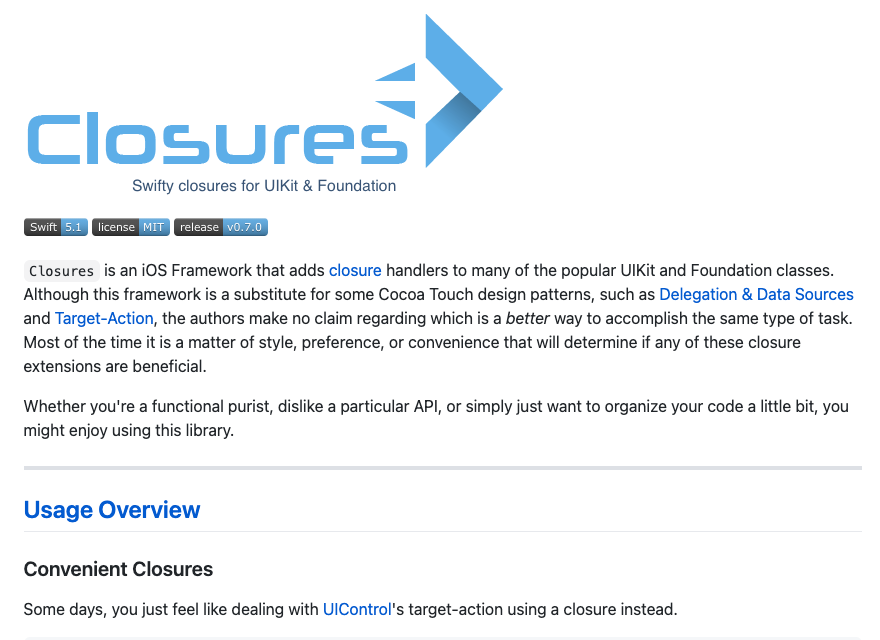 Closures
Swifty closures for UIKit & Foundation
Swift 5.1 license MIT release v0.7.0
Closures is an iOS Framework that adds closure handlers to many of the popular UIKit and Foundation classes.
Although this framework is a substitute for some Cocoa Touch design patterns, such as Delegation & Data Sources
and Target-Action, the authors make no claim regarding which is a better way to accomplish the same type of task.
Most of the time it is a matter of style, preference, or convenience that will determine if any of these closure
extensions are beneficial.
Whether you're a functional purist, dislike a particular API, or simply just want to organize your code a little bit, you
might enjoy using this library.
Usage Overview
Convenient Closures
Some days, you just feel like dealing with UIControl's target-action using a closure instead.